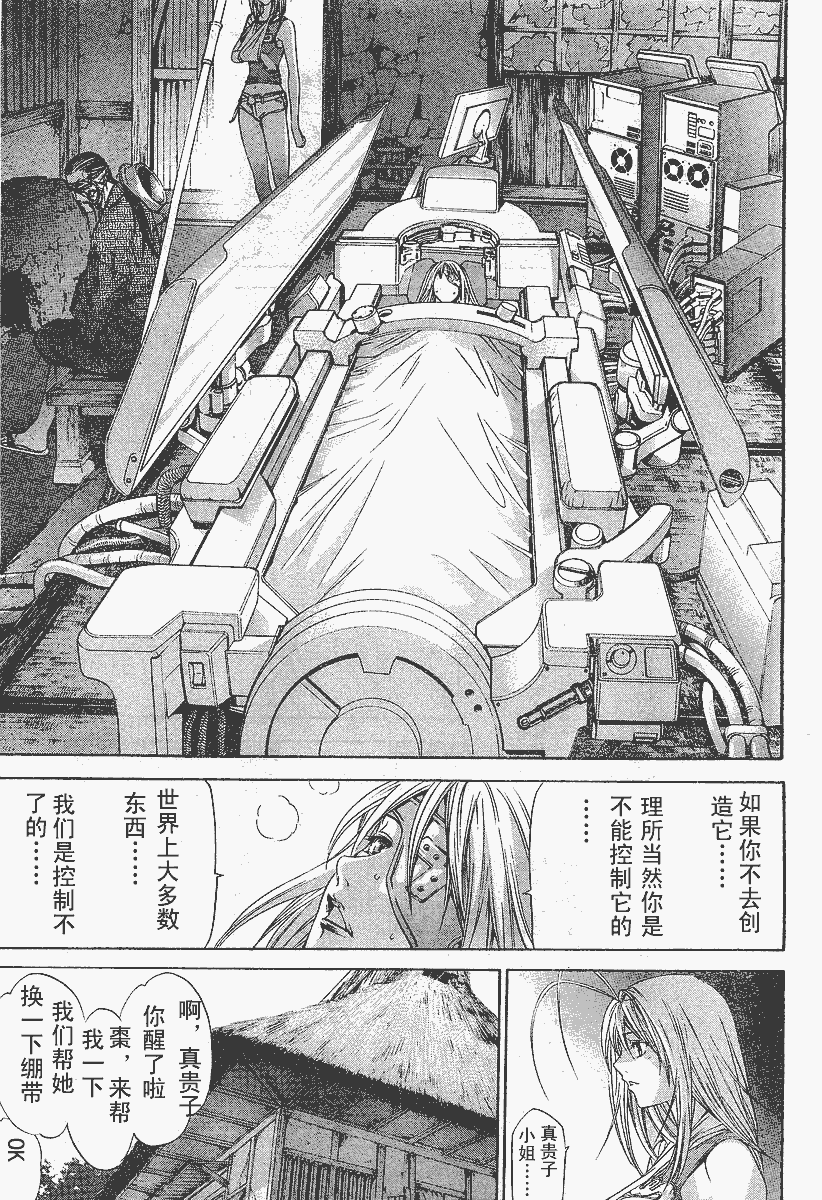 如果你不去创
造它……
理所当然你是
不能控制它的
……
世界上大多数
东西……
我们是控制不
了的……
真贵子
小姐……
啊，真贵子
你醒了啦
棗，来帮
我一下
我们帮她
换一下绷带
OK